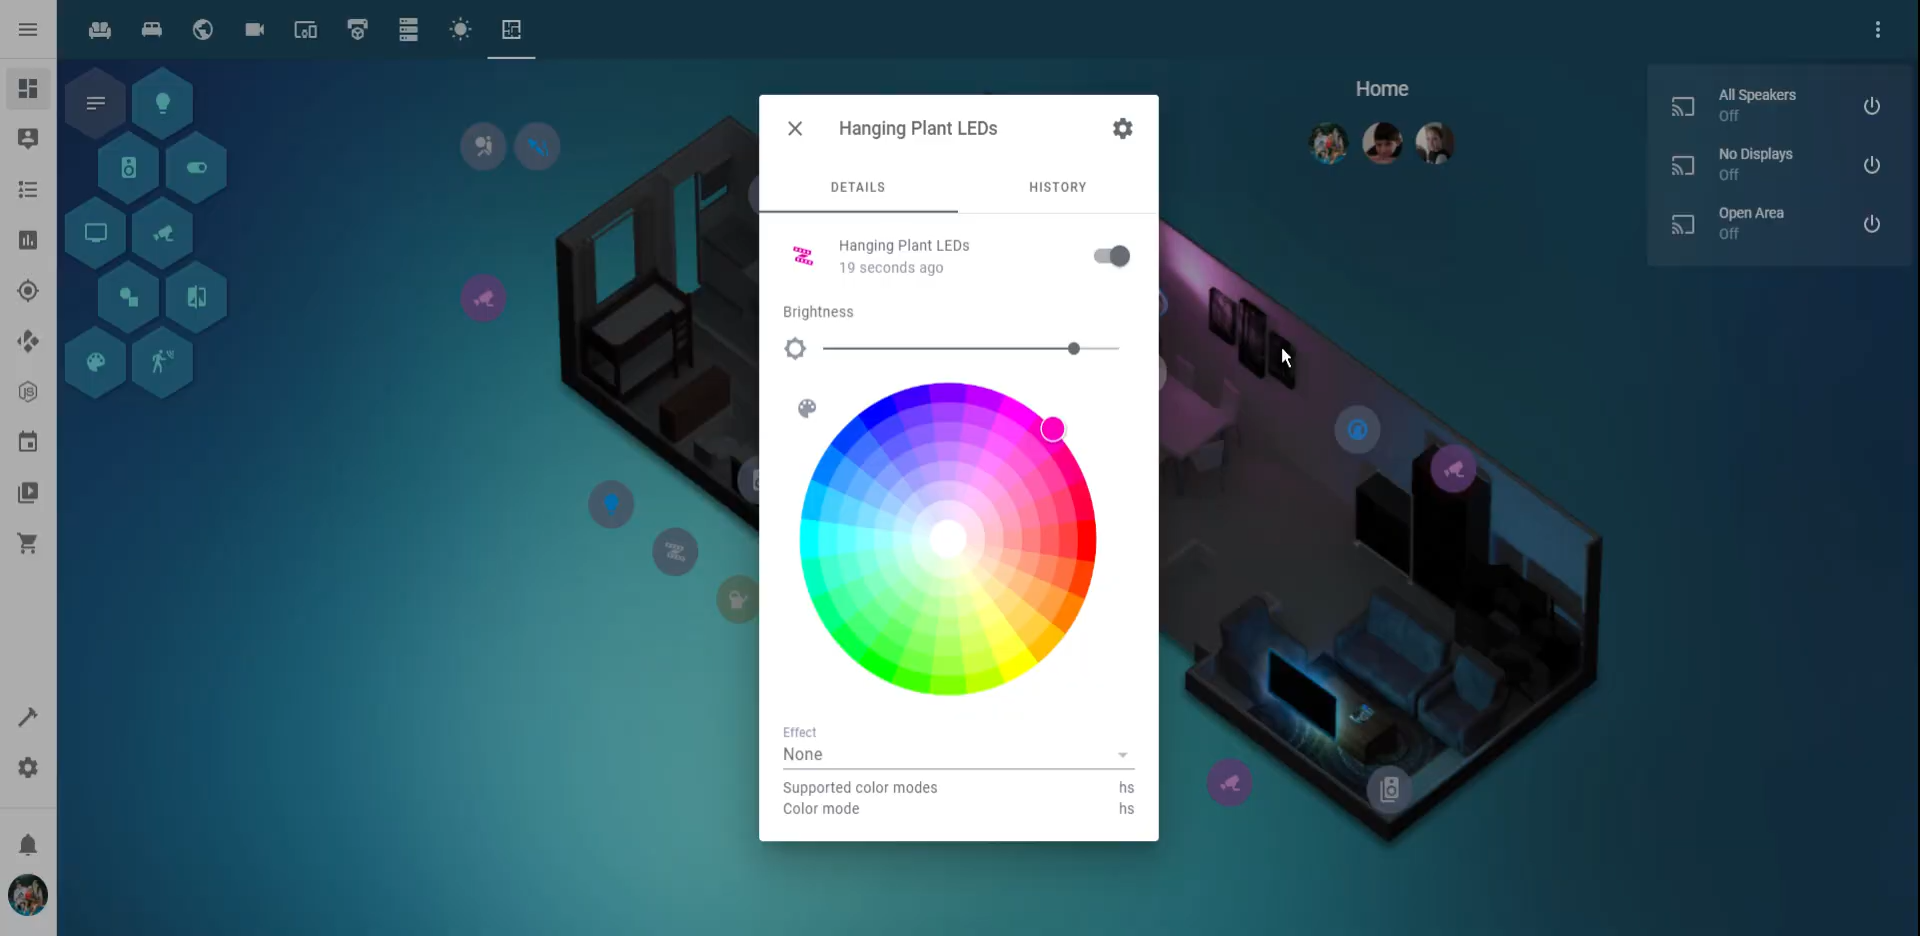 Home
All Speakers
Off
No Displays
Off
Open Area
Off
Hanging Plant LEDs
DETAILS
HISTORY
Hanging Plant LEDs
19 seconds ago
Brightness
Effect
None
Supported color modes hs
Color mode hs
JS